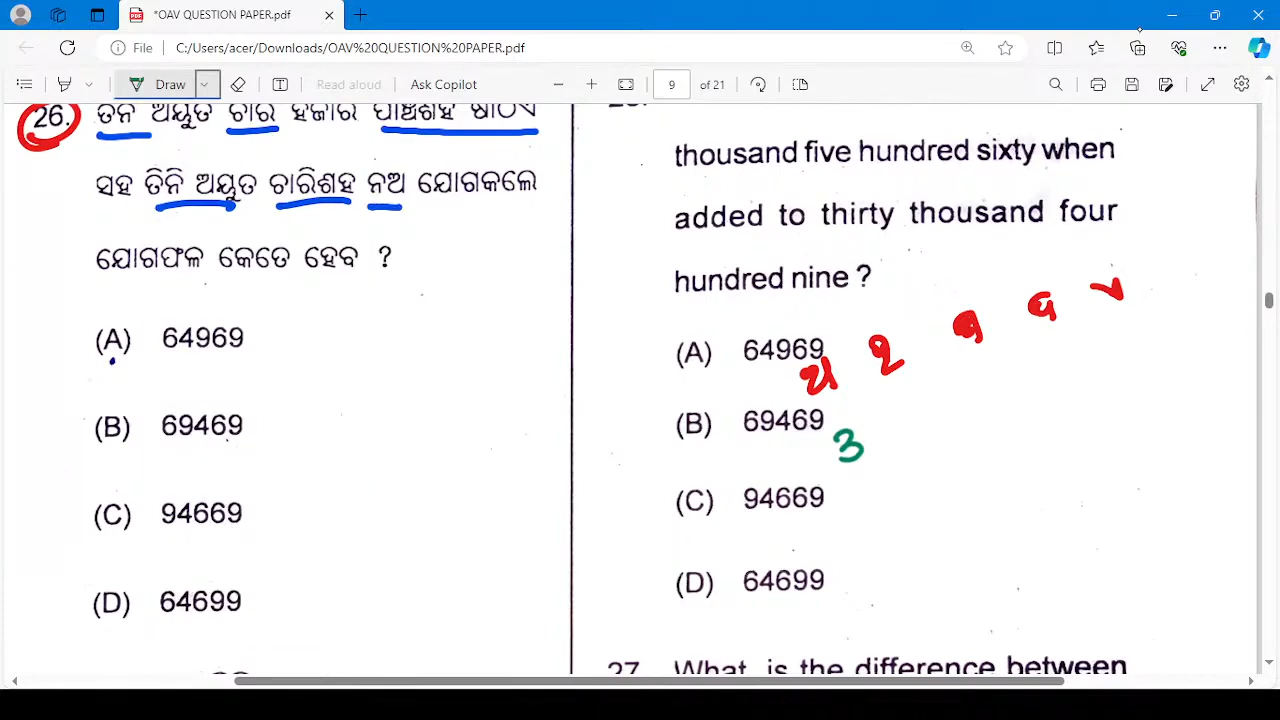 *OAV QUESTION PAPER.pdf
File C:/Users/acer/Downloads/OAV%20QUESTION%20PAPER.pdf
Draw Read aloud Ask Copilot 9 of 21
26. ତିନି ଅୟୁତ ଚାରି ହଜାର ପାଞ୍ଚଶହ ଷାଠିଏ
ସହ ତିନି ଅୟୁତ ଚାରିଶହ ନଅ ଯୋଗକଲେ
ଯୋଗଫଳ କେତେ ହେବ ?
(A) 64969
(B) 69469
(C) 94669
(D) 64699
thousand five hundred sixty when
added to thirty thousand four
hundred nine ?
(A) 64969
(B) 69469
(C) 94669
(D) 64699
3
27. What is the difference between